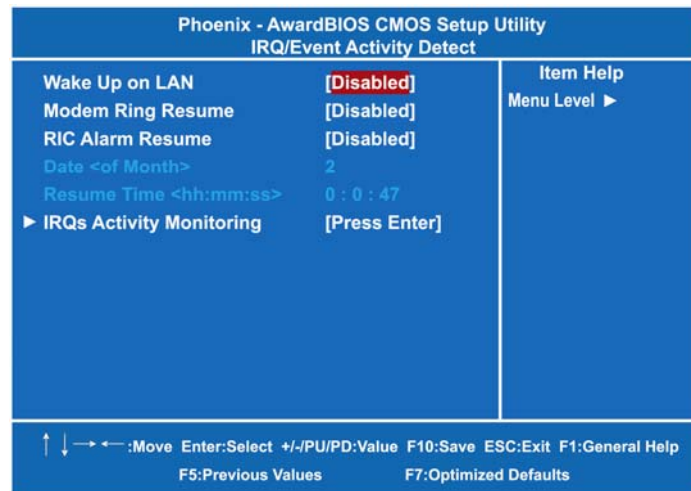 Phoenix - AwardBIOS CMOS Setup Utility
IRQ/Event Activity Detect
Wake Up on LAN [Disabled]
Modem Ring Resume [Disabled]
RIC Alarm Resume [Disabled]
Date <of Month> 2
Resume Time <hh:mm:ss> 0 : 0 : 47
► IRQs Activity Monitoring [Press Enter]
Item Help
Menu Level ►
↑ ↓ → ← :Move Enter:Select +/-/PU/PD:Value F10:Save ESC:Exit F1:General Help
F5:Previous Values F7:Optimized Defaults